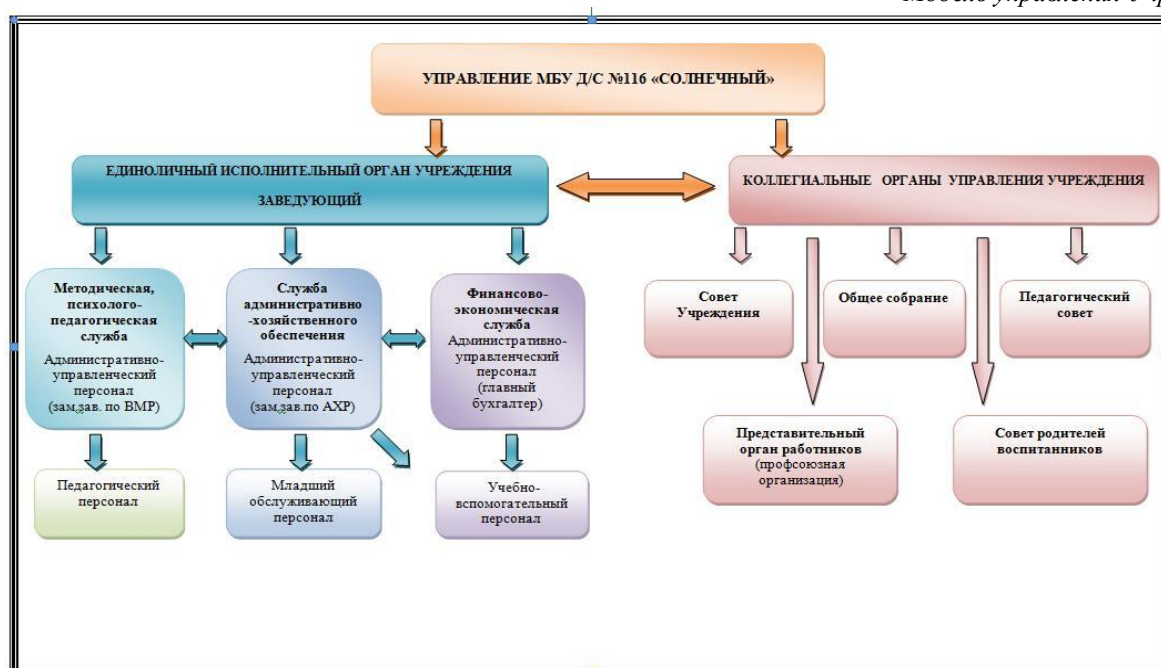 УПРАВЛЕНИЕ МБУ Д/С №116 «СОЛНЕЧНЫЙ»
ЕДИНОЛИЧНЫЙ ИСПОЛНИТЕЛЬНЫЙ ОРГАН УЧРЕЖДЕНИЯ
ЗАВЕДУЮЩИЙ
КОЛЛЕГИАЛЬНЫЕ ОРГАНЫ УПРАВЛЕНИЯ УЧРЕЖДЕНИЯ
Методическая,
психолого-
педагогическая
служба
Административно-
управленческий
персонал
(зам.зав. по ВМР)
Служба
административно
-хозяйственного
обеспечения
Административно-
управленческий
персонал
(зам.зав.по АХР)
Финансово-
экономическая
служба
Административно-
управленческий
персонал
(главный
бухгалтер)
Совет
Учреждения
Общее собрание
Педагогический
совет
Представительный
орган работников
(профсоюзная
организация)
Совет родителей
воспитанников
Педагогический
персонал
Младший
обслуживающий
персонал
Учебно-
вспомогательный
персонал